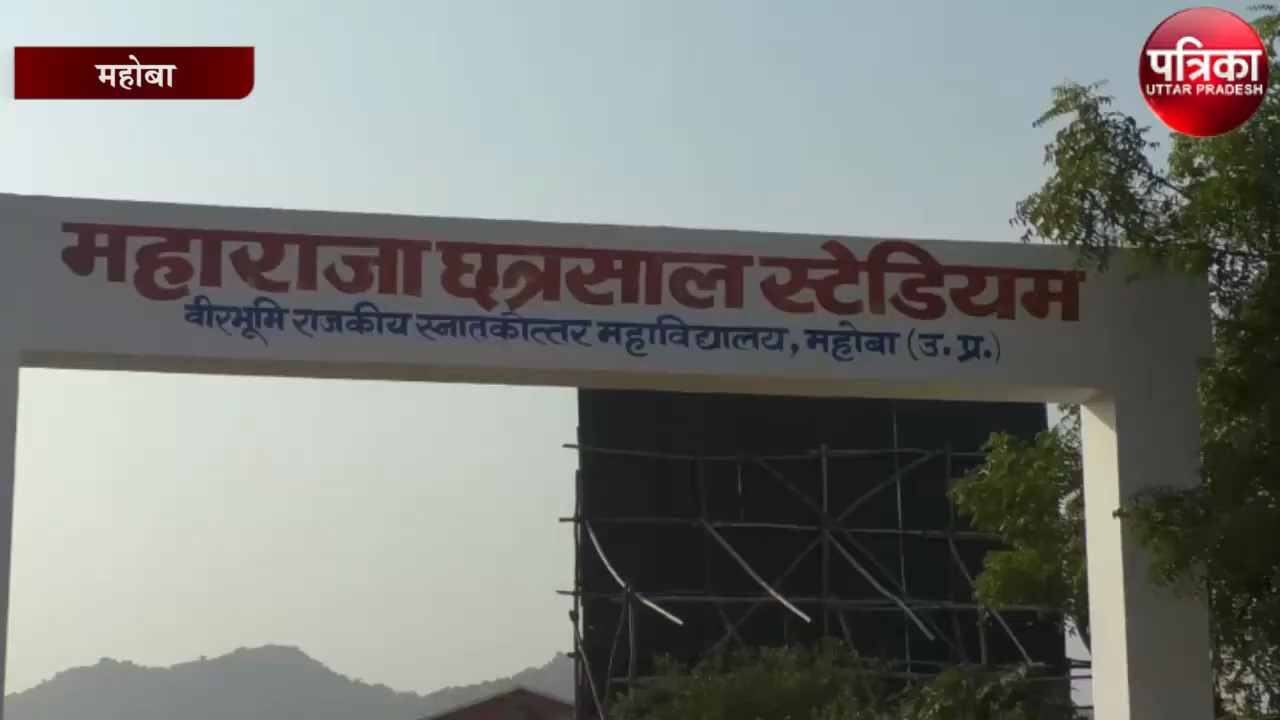 महोबा
पत्रिका
UTTAR PRADESH
महाराजा छत्रसाल स्टेडियम
वीरभूमि राजकीय स्नातकोत्तर महाविद्यालय, महोबा (उ. प्र.)